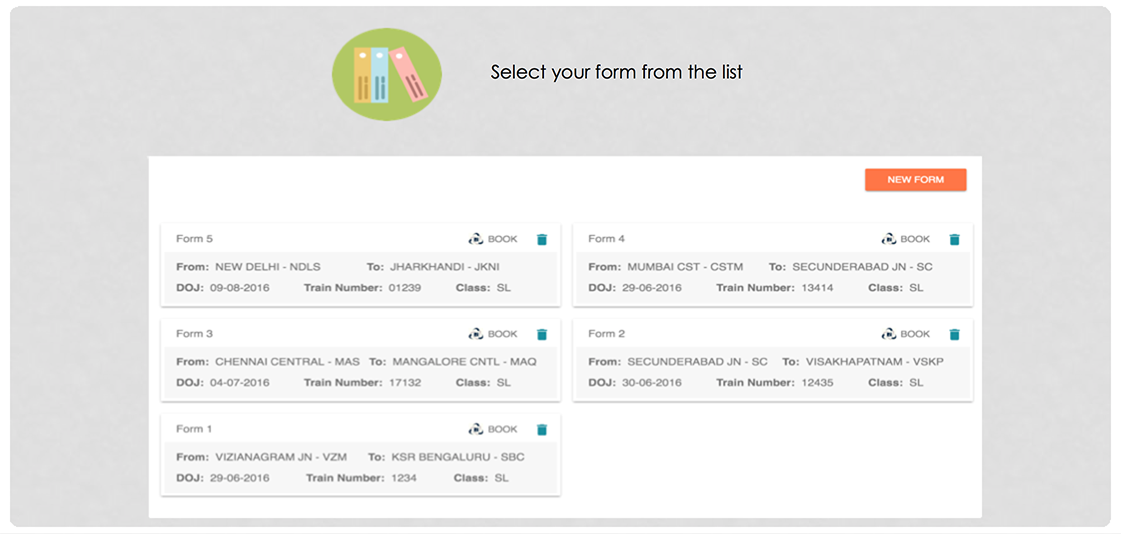 Select your form from the list
NEW FORM
Form 5 BOOK
From: NEW DELHI - NDLS To: JHARKHANDI - JKNI
DOJ: 09-08-2016 Train Number: 01239 Class: SL
Form 4 BOOK
From: MUMBAI CST - CSTM To: SECUNDERABAD JN - SC
DOJ: 29-06-2016 Train Number: 13414 Class: SL
Form 3 BOOK
From: CHENNAI CENTRAL - MAS To: MANGALORE CNTL - MAQ
DOJ: 04-07-2016 Train Number: 17132 Class: SL
Form 2 BOOK
From: SECUNDERABAD JN - SC To: VISAKHAPATNAM - VSKP
DOJ: 30-06-2016 Train Number: 12435 Class: SL
Form 1 BOOK
From: VIZIANAGRAM JN - VZM To: KSR BENGALURU - SBC
DOJ: 29-06-2016 Train Number: 1234 Class: SL